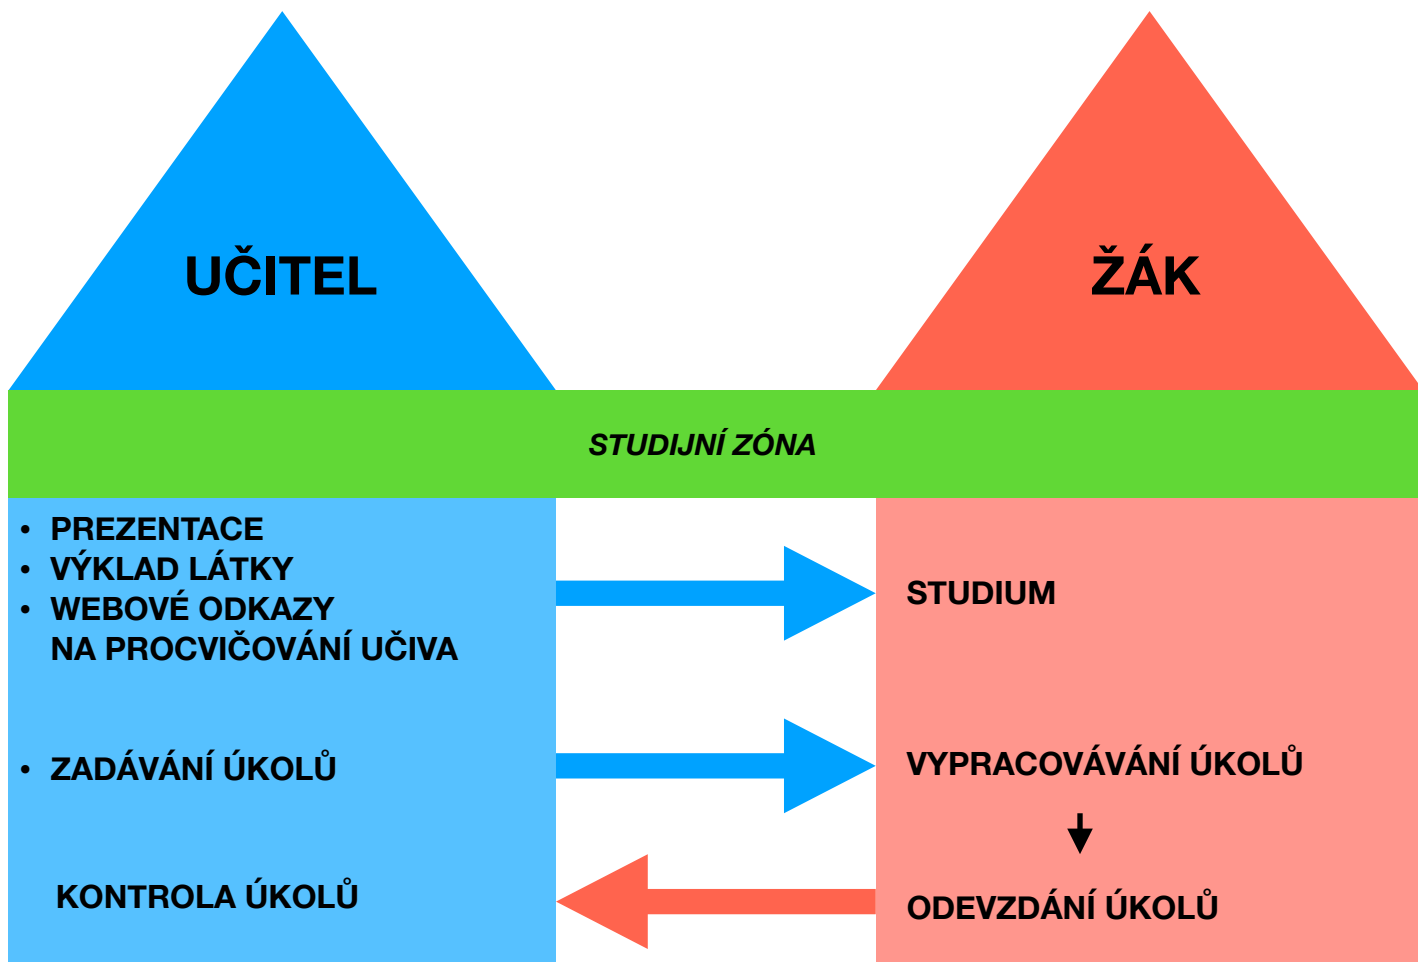 UČITEL
ŽÁK
STUDIJNÍ ZÓNA
• PREZENTACE
• VÝKLAD LÁTKY
• WEBOVÉ ODKAZY
NA PROCVIČOVÁNÍ UČIVA
STUDIUM
• ZADÁVÁNÍ ÚKOLŮ
VYPRACOVÁVÁNÍ ÚKOLŮ
KONTROLA ÚKOLŮ
ODEVZDÁNÍ ÚKOLŮ